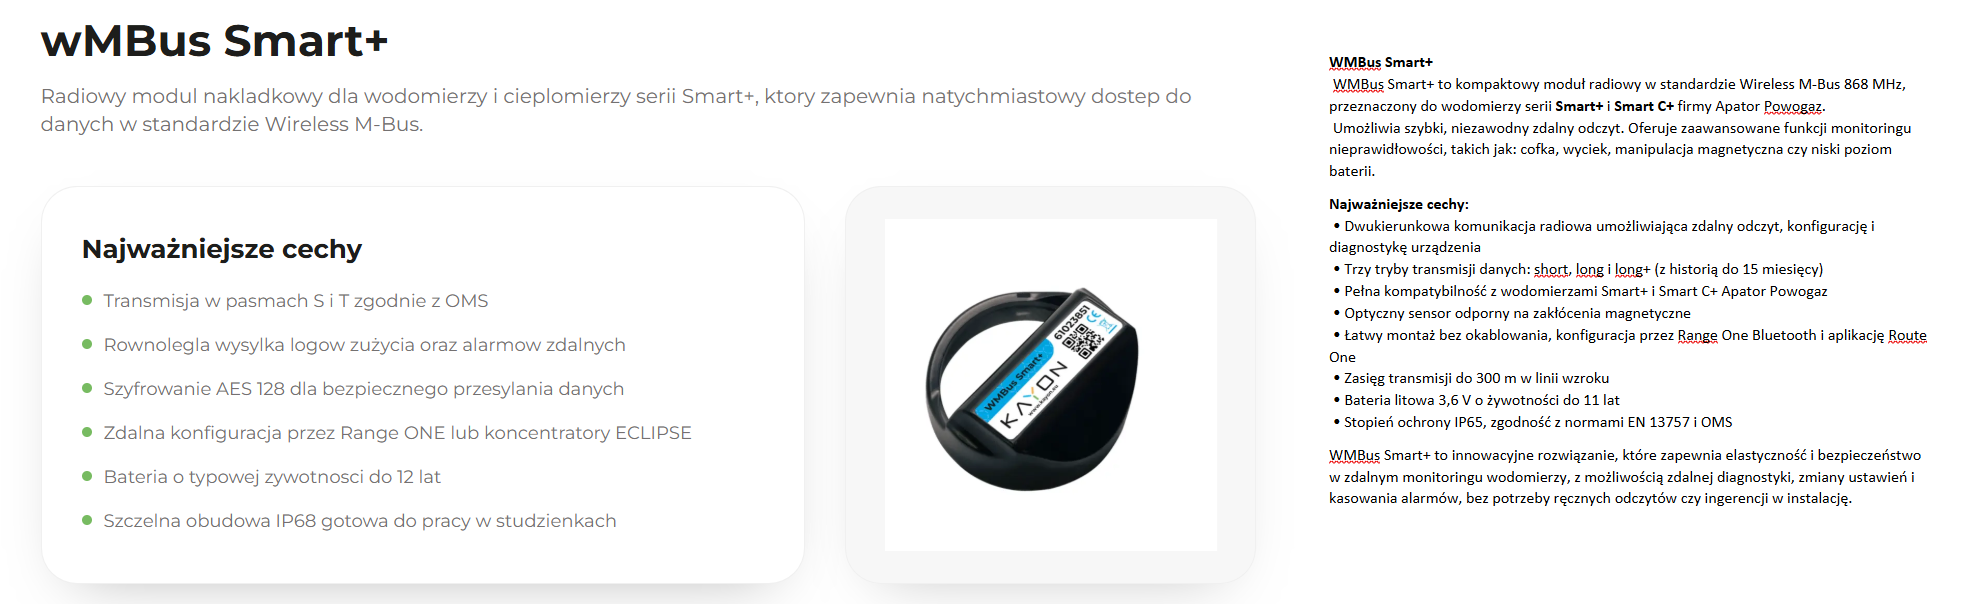 wMBus Smart+
Radiowy modul nakladkowy dla wodomierzy i cieplomierzy serii Smart+, ktory zapewnia natychmiastowy dostep do
danych w standardzie Wireless M-Bus.
Najważniejsze cechy
Transmisja w pasmach S i T zgodnie z OMS
Rownolegla wysylka logow zużycia oraz alarmow zdalnych
Szyfrowanie AES 128 dla bezpiecznego przesylania danych
Zdalna konfiguracja przez Range ONE lub koncentratory ECLIPSE
Bateria o typowej zywotnosci do 12 lat
Szczelna obudowa IP68 gotowa do pracy w studzienkach
WMBus Smart+
KAYON
www.kayon.eu
61023851
CE
WMBus Smart+
WMBus Smart+ to kompaktowy moduł radiowy w standardzie Wireless M-Bus 868 MHz,
przeznaczony do wodomierzy serii Smart+ i Smart C+ firmy Apator Powogaz.
Umożliwia szybki, niezawodny zdalny odczyt. Oferuje zaawansowane funkcji monitoringu
nieprawidłowości, takich jak: cofka, wyciek, manipulacja magnetyczna czy niski poziom
baterii.
Najważniejsze cechy:
• Dwukierunkowa komunikacja radiowa umożliwiająca zdalny odczyt, konfigurację i
diagnostykę urządzenia
• Trzy tryby transmisji danych: short, long i long+ (z historią do 15 miesięcy)
• Pełna kompatybilność z wodomierzami Smart+ i Smart C+ Apator Powogaz
• Optyczny sensor odporny na zakłócenia magnetyczne
• Łatwy montaż bez okablowania, konfiguracja przez Range One Bluetooth i aplikację Route
One
• Zasięg transmisji do 300 m w linii wzroku
• Bateria litowa 3,6 V o żywotności do 11 lat
• Stopień ochrony IP65, zgodność z normami EN 13757 i OMS
WMBus Smart+ to innowacyjne rozwiązanie, które zapewnia elastyczność i bezpieczeństwo
w zdalnym monitoringu wodomierzy, z możliwością zdalnej diagnostyki, zmiany ustawień i
kasowania alarmów, bez potrzeby ręcznych odczytów czy ingerencji w instalację.